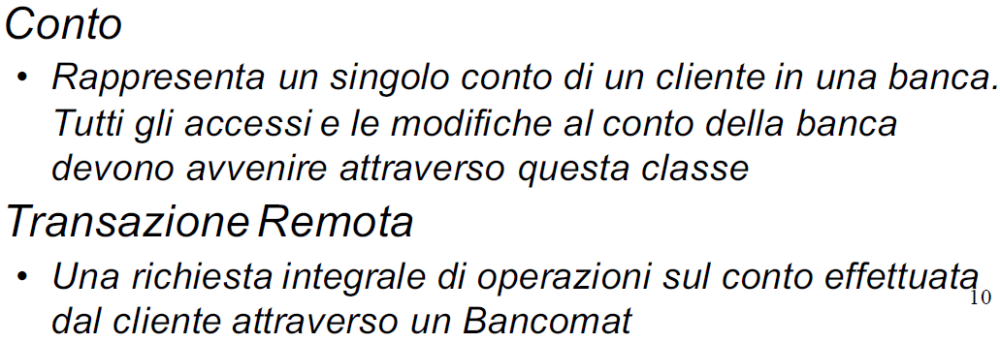 Conto
• Rappresenta un singolo conto di un cliente in una banca.
Tutti gli accessi e le modifiche al conto della banca
devono avvenire attraverso questa classe
Transazione Remota
• Una richiesta integrale di operazioni sul conto effettuata
dal cliente attraverso un Bancomat
10